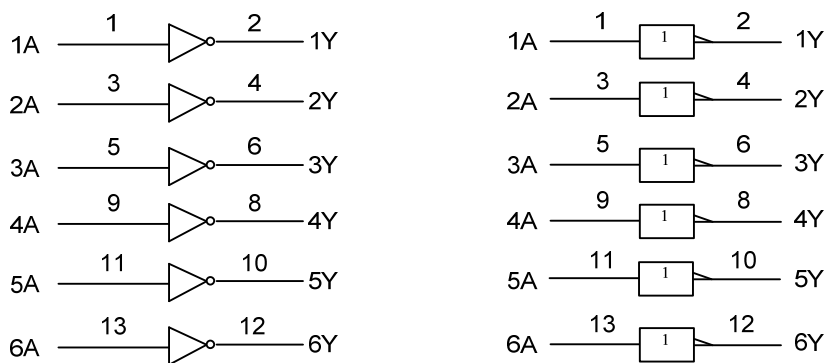 1A 1 2 1Y
2A 3 4 2Y
3A 5 6 3Y
4A 9 8 4Y
5A 11 10 5Y
6A 13 12 6Y
1A 1 1 2 1Y
2A 3 1 4 2Y
3A 5 1 6 3Y
4A 9 1 8 4Y
5A 11 1 10 5Y
6A 13 1 12 6Y